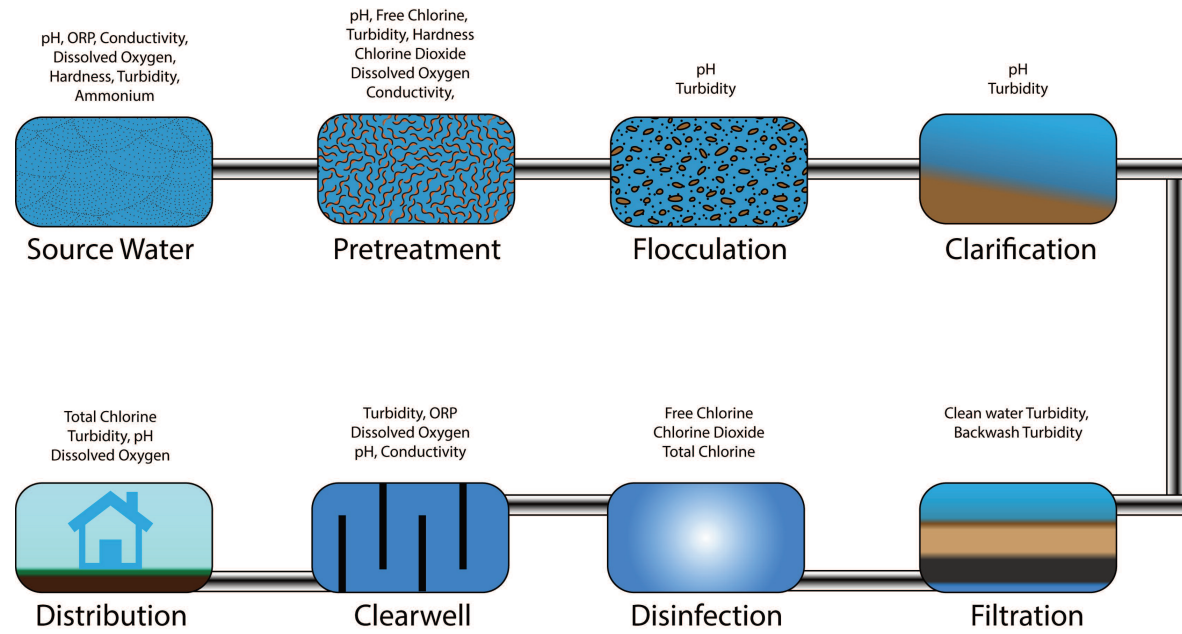 pH, ORP, Conductivity,
Dissolved Oxygen,
Hardness, Turbidity,
Ammonium
Source Water
pH, Free Chlorine,
Turbidity, Hardness
Chlorine Dioxide
Dissolved Oxygen
Conductivity,
Pretreatment
pH
Turbidity
Flocculation
pH
Turbidity
Clarification
Total Chlorine
Turbidity, pH
Dissolved Oxygen
Distribution
Turbidity, ORP
Dissolved Oxygen
pH, Conductivity
Clearwell
Free Chlorine
Chlorine Dioxide
Total Chlorine
Disinfection
Clean water Turbidity,
Backwash Turbidity
Filtration